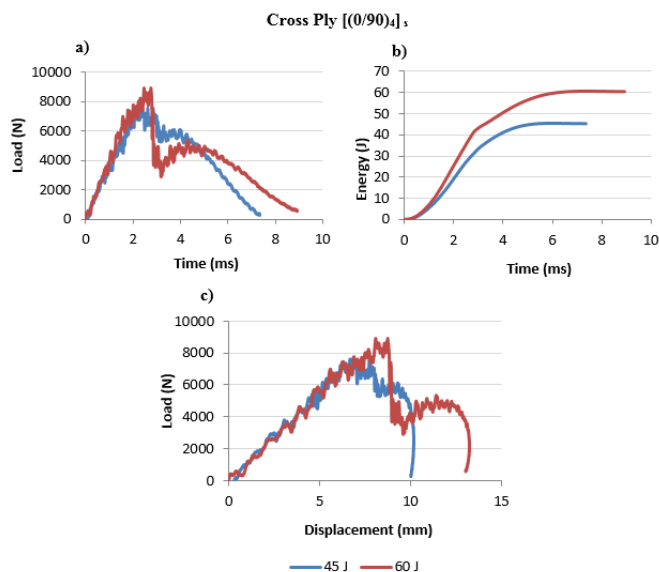 Cross Ply [(0/90)₄] s
a)
b)
10000
8000
6000
4000
2000
0
Load (N)
0 2 4 6 8 10
Time (ms)
70
60
50
40
30
20
10
0
Energy (J)
0 2 4 6 8 10
Time (ms)
c)
10000
8000
6000
4000
2000
0
Load (N)
0 5 10 15
Displacement (mm)
45 J 60 J